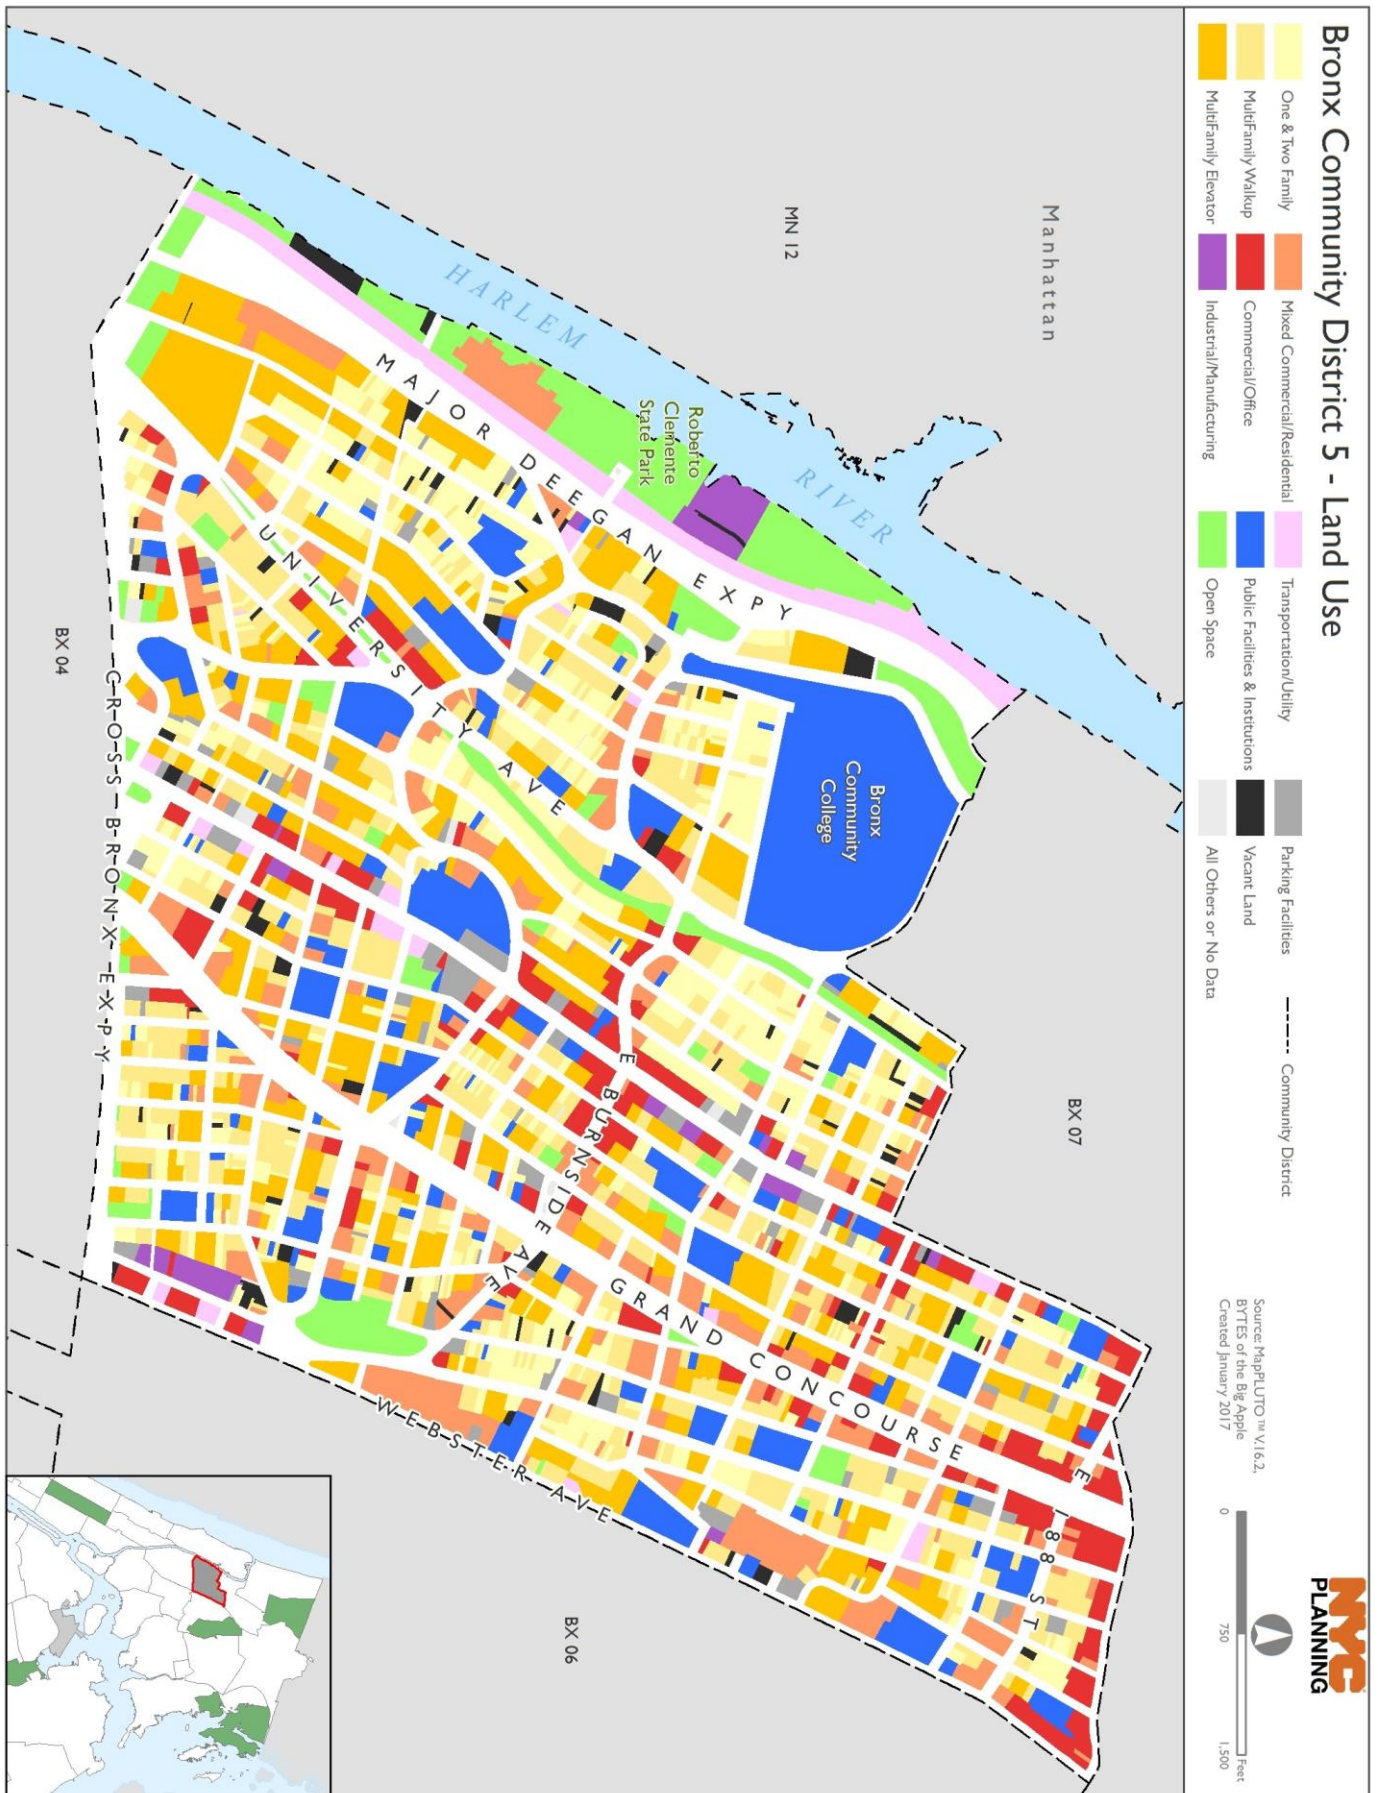 Bronx Community District 5 - Land Use
One & Two Family
MultiFamily Walkup
MultiFamily Elevator
Mixed Commercial/Residential
Commercial/Office
Industrial/Manufacturing
Transportation/Utility
Public Facilities & Institutions
Open Space
Parking Facilities
Vacant Land
All Others or No Data
Community District
Source: MapPLUTO™ V.16.2,
BYTES of the Big Apple
Created January 2017
0 750 1,500
Feet
NYC
PLANNING
Manhattan
MN 12
HARLEM
RIVER
Roberto
Clemente
State Park
MAJOR DEEGAN EXPY
Bronx
Community
College
BX 07
UNIVERSITY AVE
E BURNSIDE AVE
GRAND CONCOURSE
E 188 ST
WEBSTER AVE
CROSS BRONX EXPY
BX 04
BX 06